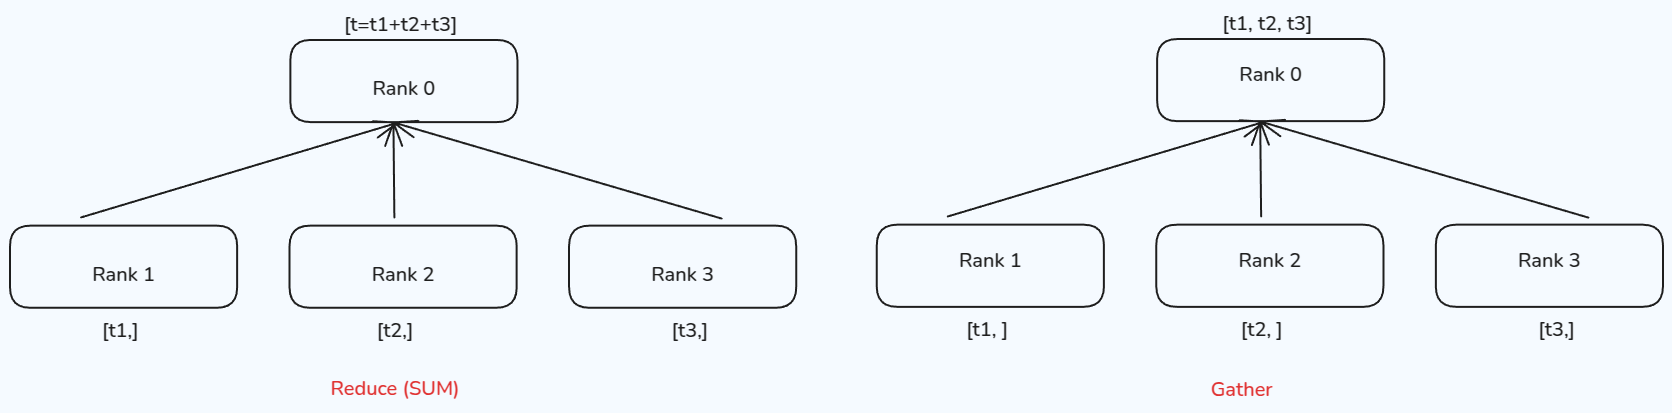 [t=t1+t2+t3]
Rank 0
Rank 1
Rank 2
Rank 3
[t1,]
[t2,]
[t3,]
Reduce (SUM)
[t1, t2, t3]
Rank 0
Rank 1
Rank 2
Rank 3
[t1, ]
[t2, ]
[t3,]
Gather